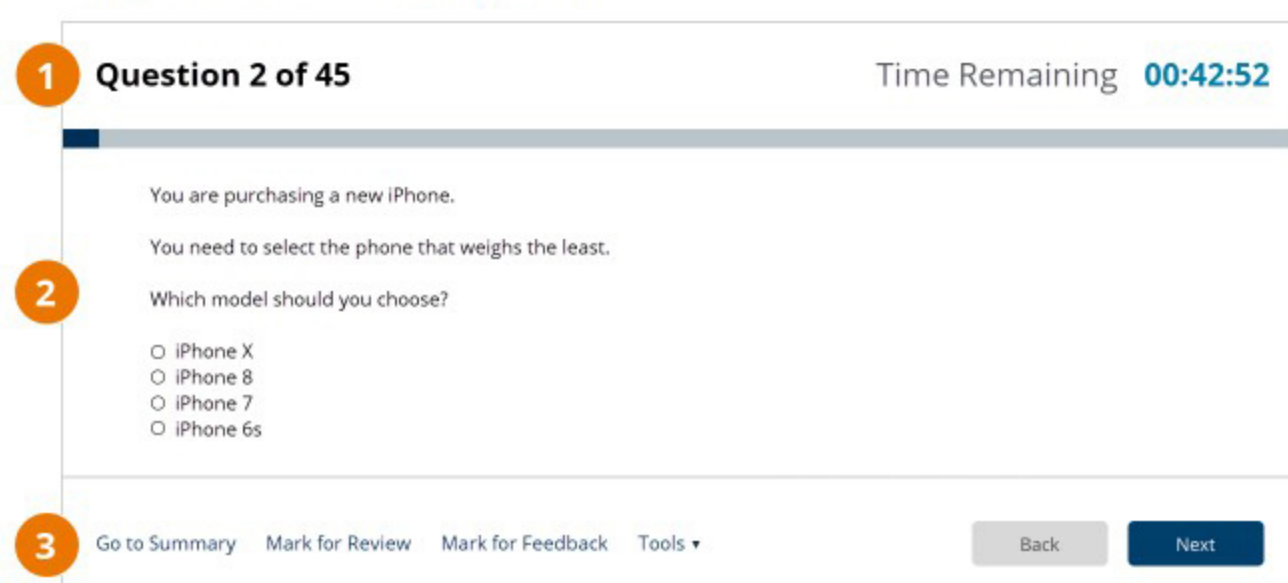 1 Question 2 of 45 Time Remaining 00:42:52
You are purchasing a new iPhone.
You need to select the phone that weighs the least.
2
Which model should you choose?
iPhone X
iPhone 8
iPhone 7
iPhone 6s
3 Go to Summary Mark for Review Mark for Feedback Tools ▾ Back Next